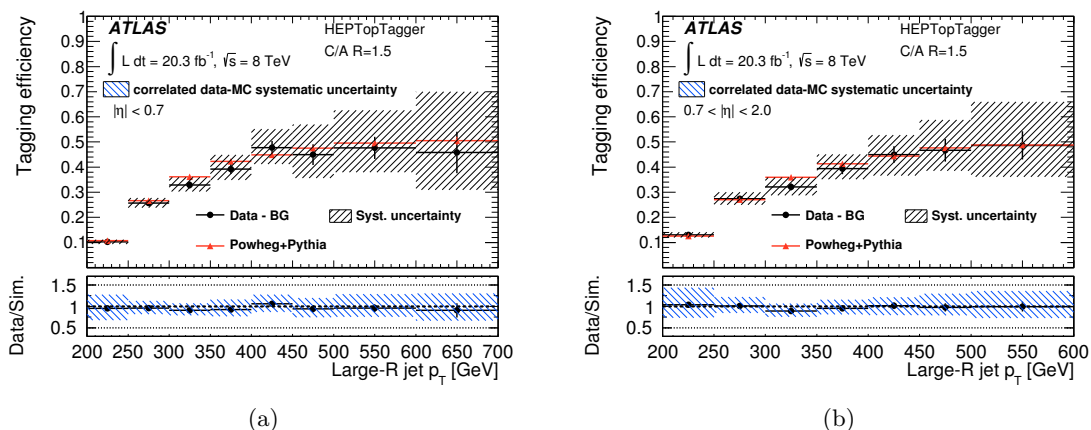 ATLAS
HEPTopTagger
C/A R=1.5
∫ L dt = 20.3 fb⁻¹, √s = 8 TeV
correlated data-MC systematic uncertainty
|η| < 0.7
Data - BG
Syst. uncertainty
Powheg+Pythia
Tagging efficiency
1
0.9
0.8
0.7
0.6
0.5
0.4
0.3
0.2
0.1
Data/Sim.
1.5
1
0.5
200 250 300 350 400 450 500 550 600 650 700
Large-R jet p_T [GeV]
(a)
ATLAS
HEPTopTagger
C/A R=1.5
∫ L dt = 20.3 fb⁻¹, √s = 8 TeV
correlated data-MC systematic uncertainty
0.7 < |η| < 2.0
Data - BG
Syst. uncertainty
Powheg+Pythia
Tagging efficiency
1
0.9
0.8
0.7
0.6
0.5
0.4
0.3
0.2
0.1
Data/Sim.
1.5
1
0.5
200 250 300 350 400 450 500 550 600
Large-R jet p_T [GeV]
(b)